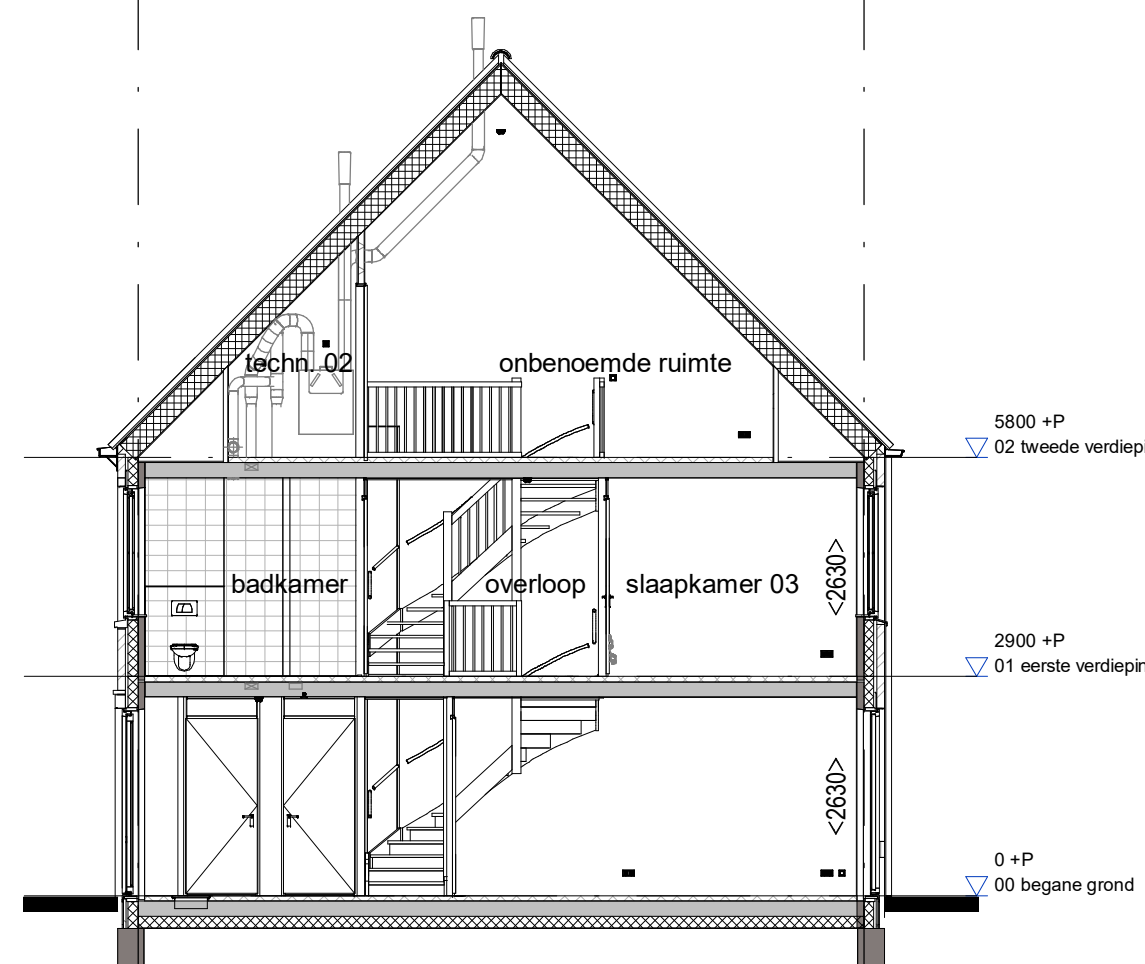 techn. 02
onbenoemde ruimte
5800 +P
02 tweede verdiepi
badkamer
overloop
slaapkamer 03
<2630>
2900 +P
01 eerste verdiepin
<2630>
0 +P
00 begane grond